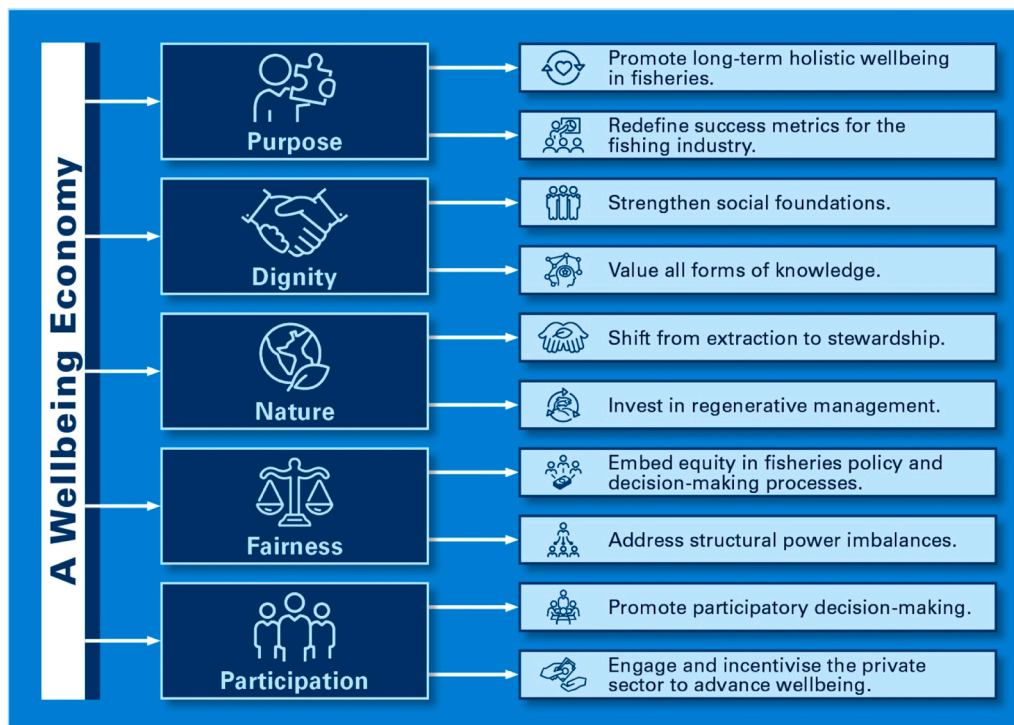 A Wellbeing Economy
Purpose
Promote long-term holistic wellbeing
in fisheries.
Redefine success metrics for the
fishing industry.
Dignity
Strengthen social foundations.
Value all forms of knowledge.
Nature
Shift from extraction to stewardship.
Invest in regenerative management.
Fairness
Embed equity in fisheries policy and
decision-making processes.
Address structural power imbalances.
Participation
Promote participatory decision-making.
Engage and incentivise the private
sector to advance wellbeing.